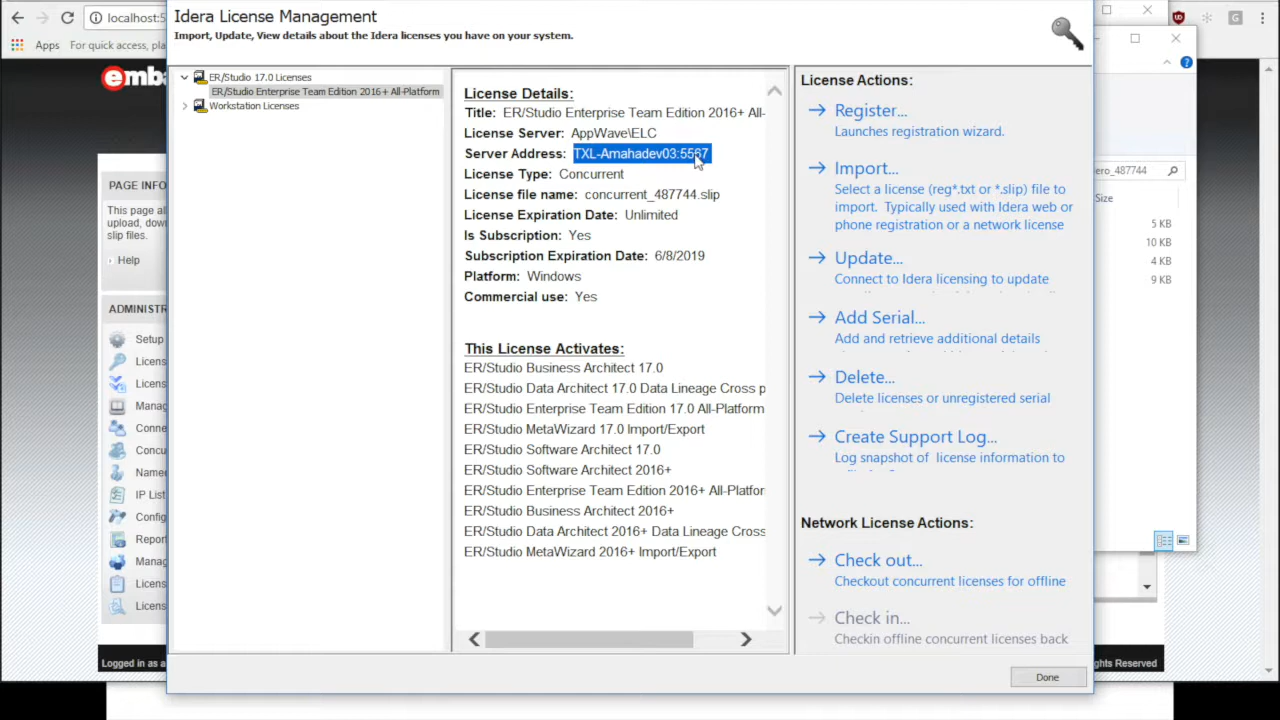 Idera License Management
Import, Update, View details about the Idera licenses you have on your system.
localhost:5
Apps
For quick access, pla
G
emba
PAGE INFO
This page all
upload, down
slip files.
Help
ADMINISTR
Setup
Licens
Licens
Manag
Conne
Concu
Name
IP List
Config
Report
Manag
Licens
Licens
Logged in as a
ER/Studio 17.0 Licenses
ER/Studio Enterprise Team Edition 2016+ All-Platform
Workstation Licenses
License Details:
Title: ER/Studio Enterprise Team Edition 2016+ All-
License Server: AppWave\ELC
Server Address: TXL-Amahadev03:5567
License Type: Concurrent
License file name: concurrent_487744.slip
License Expiration Date: Unlimited
Is Subscription: Yes
Subscription Expiration Date: 6/8/2019
Platform: Windows
Commercial use: Yes
This License Activates:
ER/Studio Business Architect 17.0
ER/Studio Data Architect 17.0 Data Lineage Cross p
ER/Studio Enterprise Team Edition 17.0 All-Platform
ER/Studio MetaWizard 17.0 Import/Export
ER/Studio Software Architect 17.0
ER/Studio Software Architect 2016+
ER/Studio Enterprise Team Edition 2016+ All-Platfor
ER/Studio Business Architect 2016+
ER/Studio Data Architect 2016+ Data Lineage Cross
ER/Studio MetaWizard 2016+ Import/Export
License Actions:
Register...
Launches registration wizard.
Import...
Select a license (reg*.txt or *.slip) file to
import. Typically used with Idera web or
phone registration or a network license
Update...
Connect to Idera licensing to update
Add Serial...
Add and retrieve additional details
Delete...
Delete licenses or unregistered serial
Create Support Log...
Log snapshot of license information to
Network License Actions:
Check out...
Checkout concurrent licenses for offline
Check in...
Checkin offline concurrent licenses back
Done
ero_487744
Size
5 KB
10 KB
4 KB
9 KB
ghts Reserved